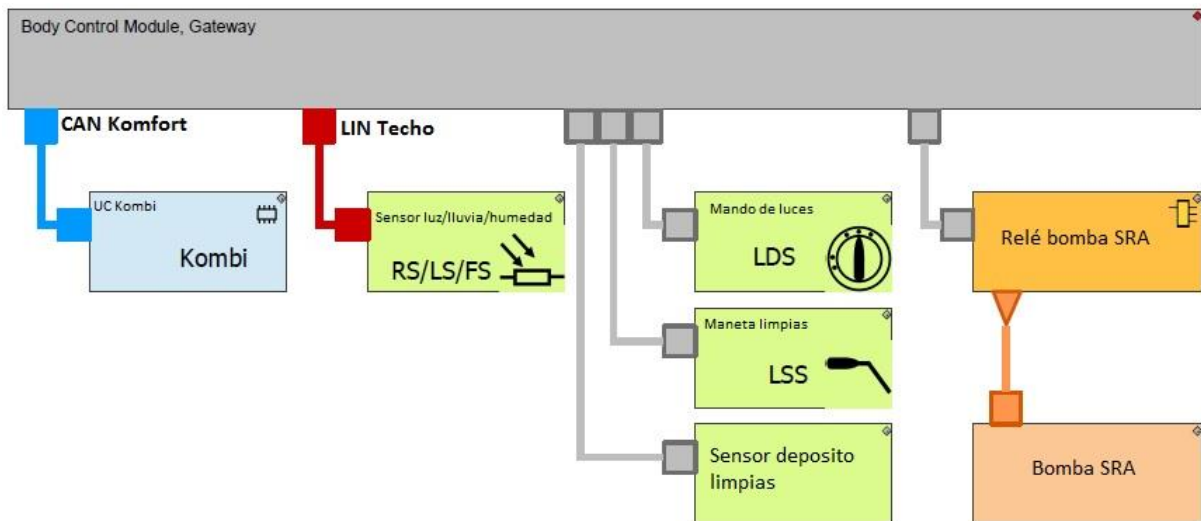 Body Control Module, Gateway
CAN Komfort
LIN Techo
UC Kombi
Kombi
Sensor luz/lluvia/humedad
RS/LS/FS
Mando de luces
LDS
Relé bomba SRA
Maneta limpias
LSS
Sensor deposito
limpias
Bomba SRA